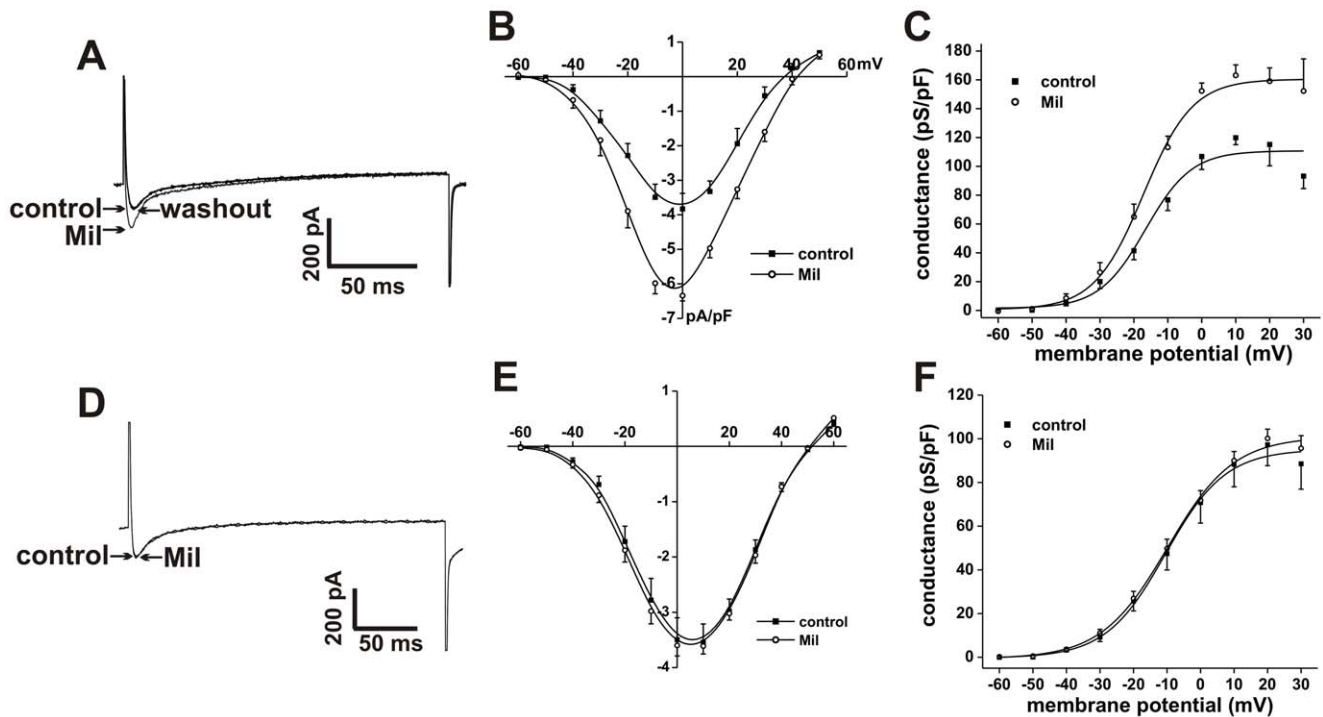 A
control
washout
Mil
200 pA
50 ms
B
1
-60 -40 -20 20 40 60 mV
0
-1
-2
-3
-4
-5
-6
-7
pA/pF
control
Mil
C
conductance (pS/pF)
180
160
140
120
100
80
60
40
20
0
control
Mil
-60 -50 -40 -30 -20 -10 0 10 20 30
membrane potential (mV)
D
control
Mil
200 pA
50 ms
E
1
-60 -40 -20 0 20 40 60
-1
-2
-3
-4
control
Mil
F
conductance (pS/pF)
120
100
80
60
40
20
0
control
Mil
-60 -50 -40 -30 -20 -10 0 10 20 30
membrane potential (mV)